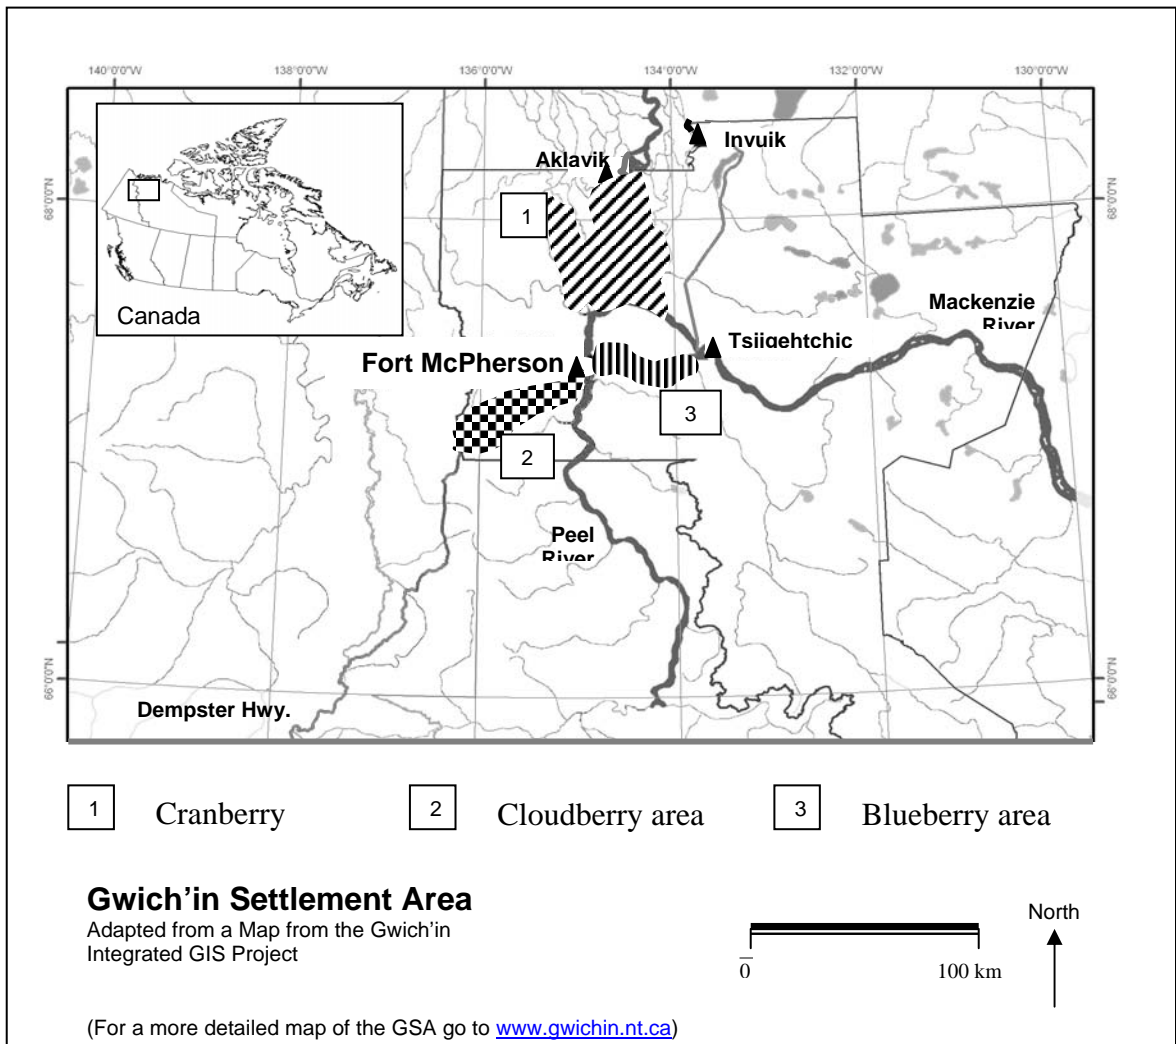 140°0'0"W 138°0'0"W 136°0'0"W 134°0'0"W 132°0'0"W 130°0'0"W
Invuik
Aklavik
68°0'0"N
68°0'0"N
1
Canada
Mackenzie
River
Tsiigehtchic
Fort McPherson
3
2
Peel
River
66°0'0"N
66°0'0"N
Dempster Hwy.
1 Cranberry 2 Cloudberry area 3 Blueberry area
Gwich'in Settlement Area
Adapted from a Map from the Gwich'in
Integrated GIS Project
North
0 100 km
(For a more detailed map of the GSA go to www.gwichin.nt.ca)